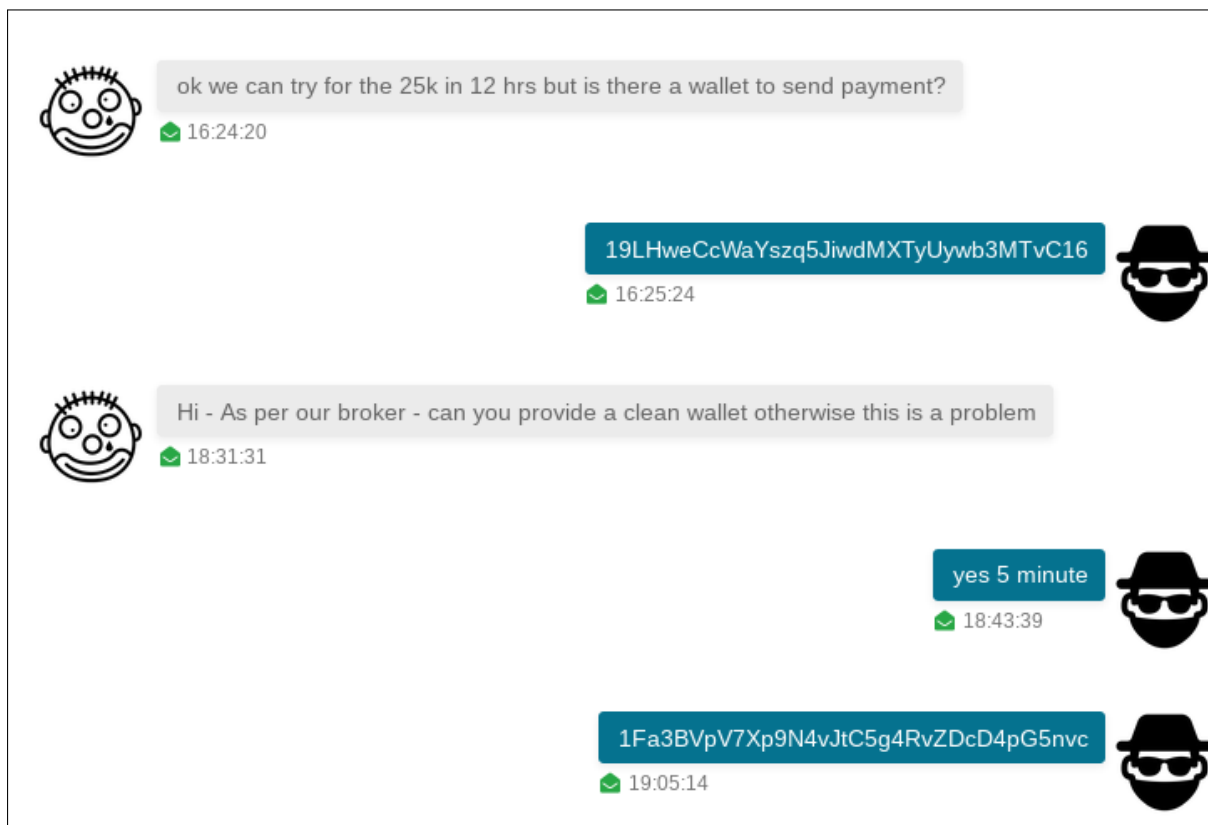 ok we can try for the 25k in 12 hrs but is there a wallet to send payment?
16:24:20
19LHweCcWaYszq5JiwdMXTyUywb3MTvC16
16:25:24
Hi - As per our broker - can you provide a clean wallet otherwise this is a problem
18:31:31
yes 5 minute
18:43:39
1Fa3BVpV7Xp9N4vJtC5g4RvZDcD4pG5nvc
19:05:14